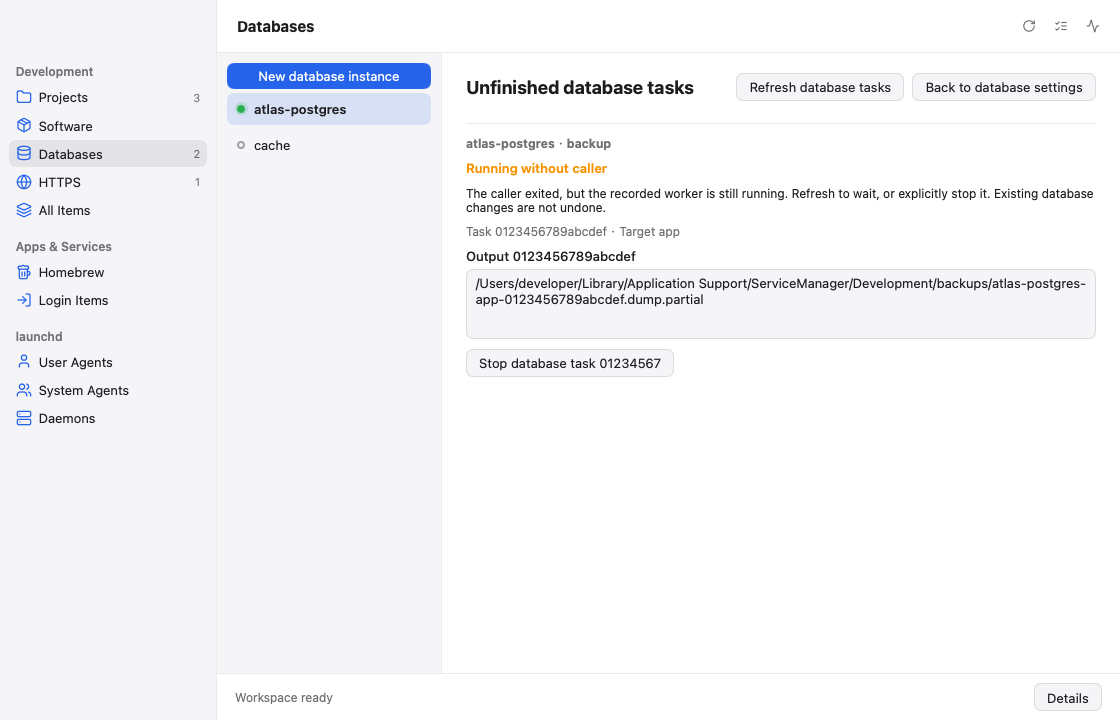 Databases
Development
Projects 3
Software
Databases 2
HTTPS 1
All Items
Apps & Services
Homebrew
Login Items
launchd
User Agents
System Agents
Daemons
New database instance
atlas-postgres
cache
Unfinished database tasks
Refresh database tasks
Back to database settings
atlas-postgres · backup
Running without caller
The caller exited, but the recorded worker is still running. Refresh to wait, or explicitly stop it. Existing database
changes are not undone.
Task 0123456789abcdef · Target app
Output 0123456789abcdef
/Users/developer/Library/Application Support/ServiceManager/Development/backups/atlas-postgres-
app-0123456789abcdef.dump.partial
Stop database task 01234567
Workspace ready
Details